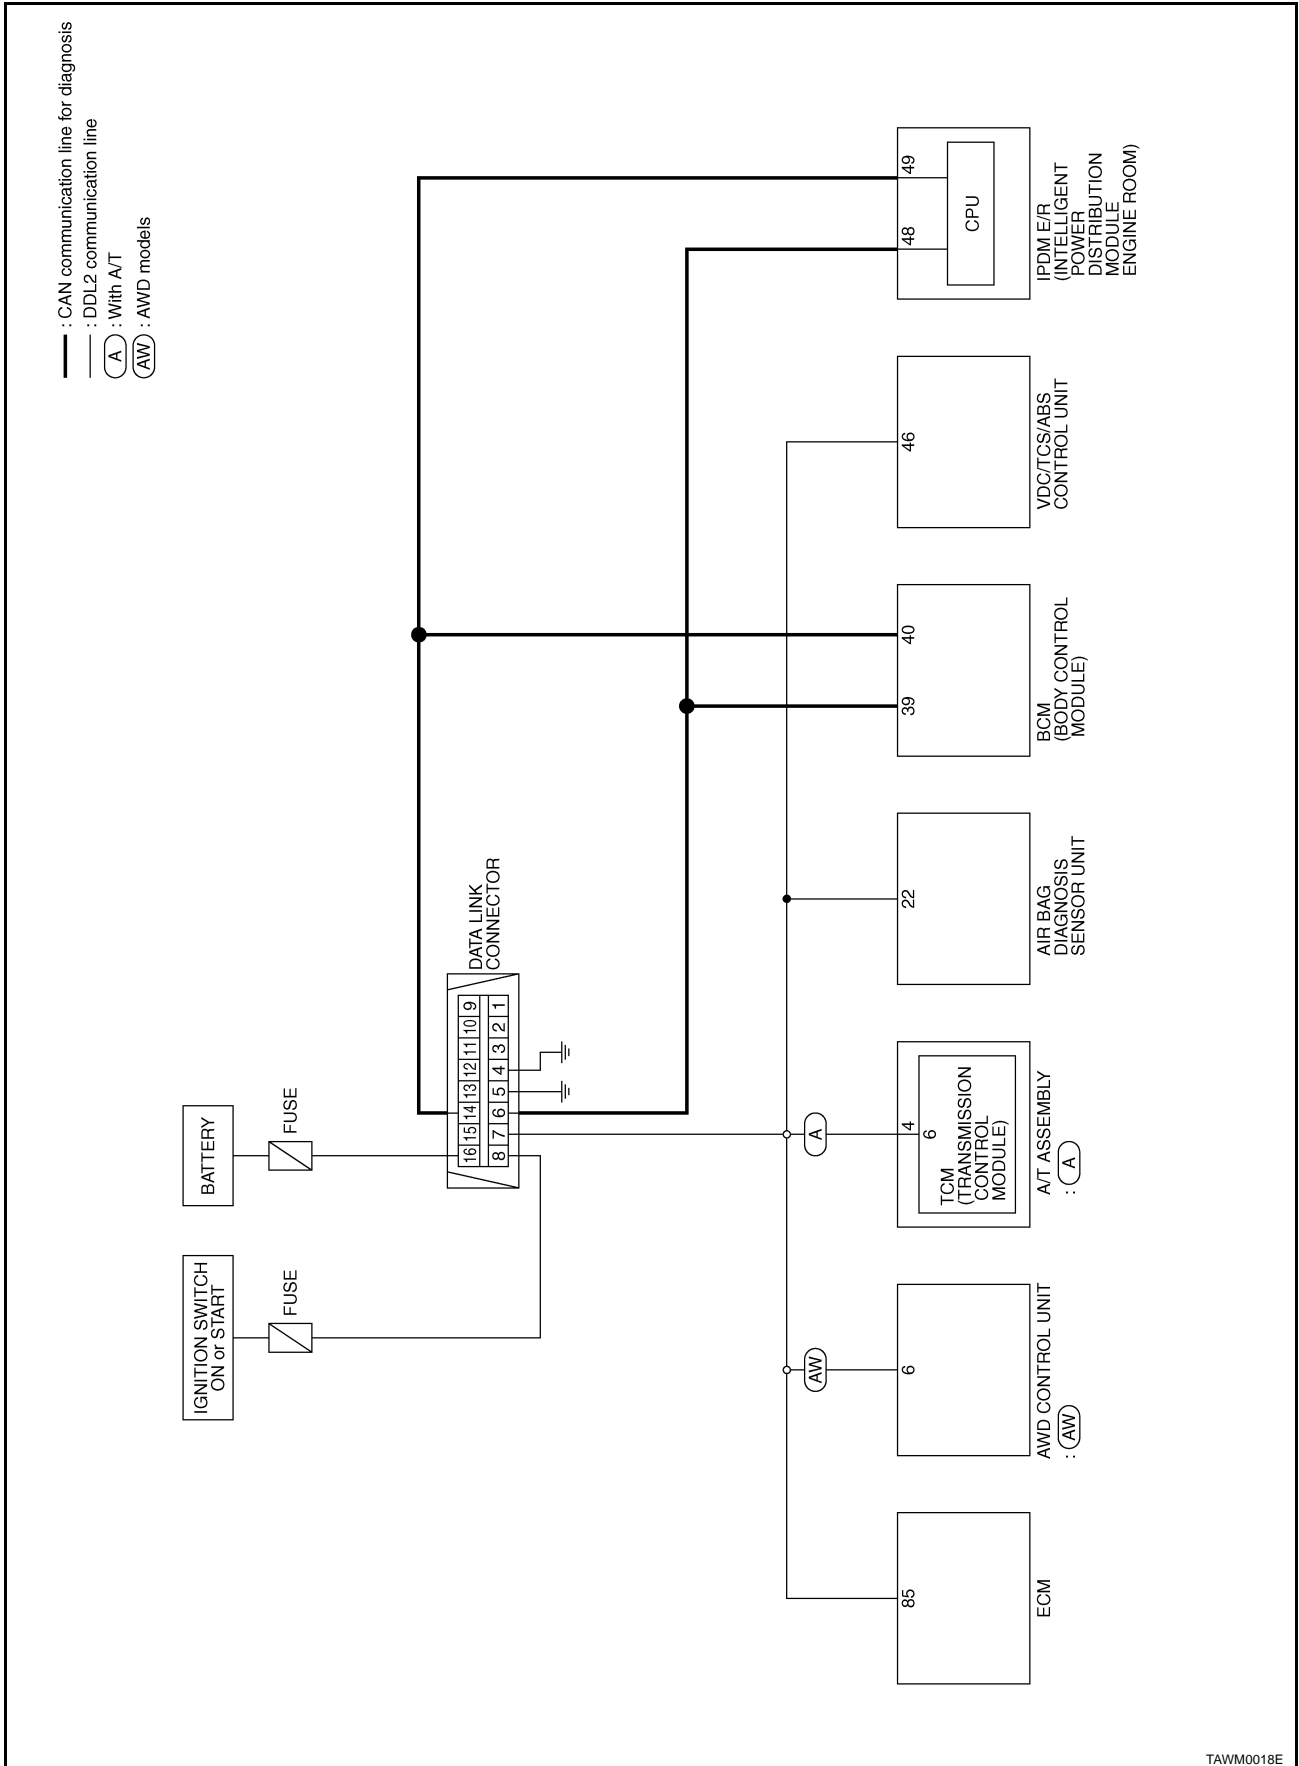 : CAN communication line for diagnosis
: DDL2 communication line
A : With A/T
AW : AWD models
IGNITION SWITCH
ON or START
BATTERY
FUSE
FUSE
DATA LINK
CONNECTOR
16 15 14 13 12 11 10 9
8 7 6 5 4 3 2 1
AW
A
85
ECM
6
AWD CONTROL UNIT
: AW
4
6
TCM
(TRANSMISSION
CONTROL
MODULE)
A/T ASSEMBLY
: A
22
AIR BAG
DIAGNOSIS
SENSOR UNIT
39 40
BCM
(BODY CONTROL
MODULE)
46
VDC/TCS/ABS
CONTROL UNIT
48 49
CPU
IPDM E/R
(INTELLIGENT
POWER
DISTRIBUTION
MODULE
ENGINE ROOM)
TAWM0018E